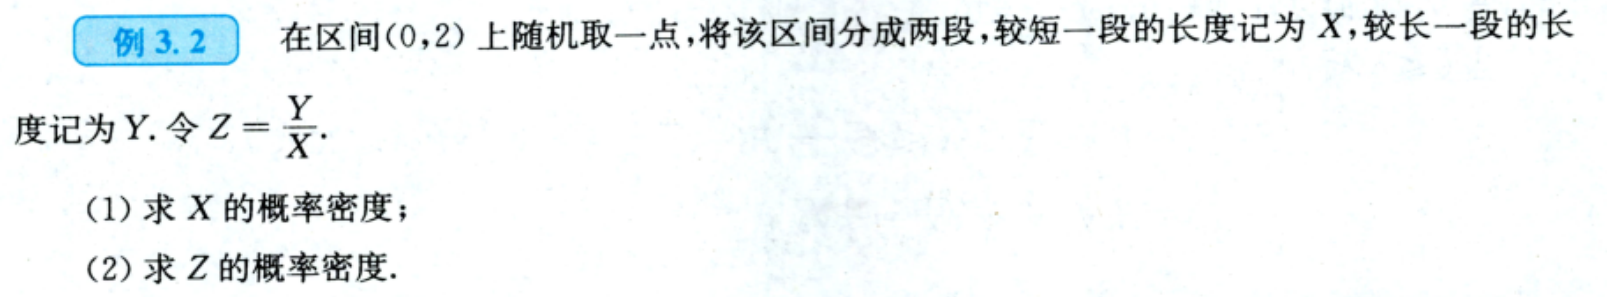 例 3.2 在区间(0,2)上随机取一点,将该区间分成两段,较短一段的长度记为 X,较长一段的长
度记为 Y. 令 Z = Y/X.
(1) 求 X 的概率密度;
(2) 求 Z 的概率密度.